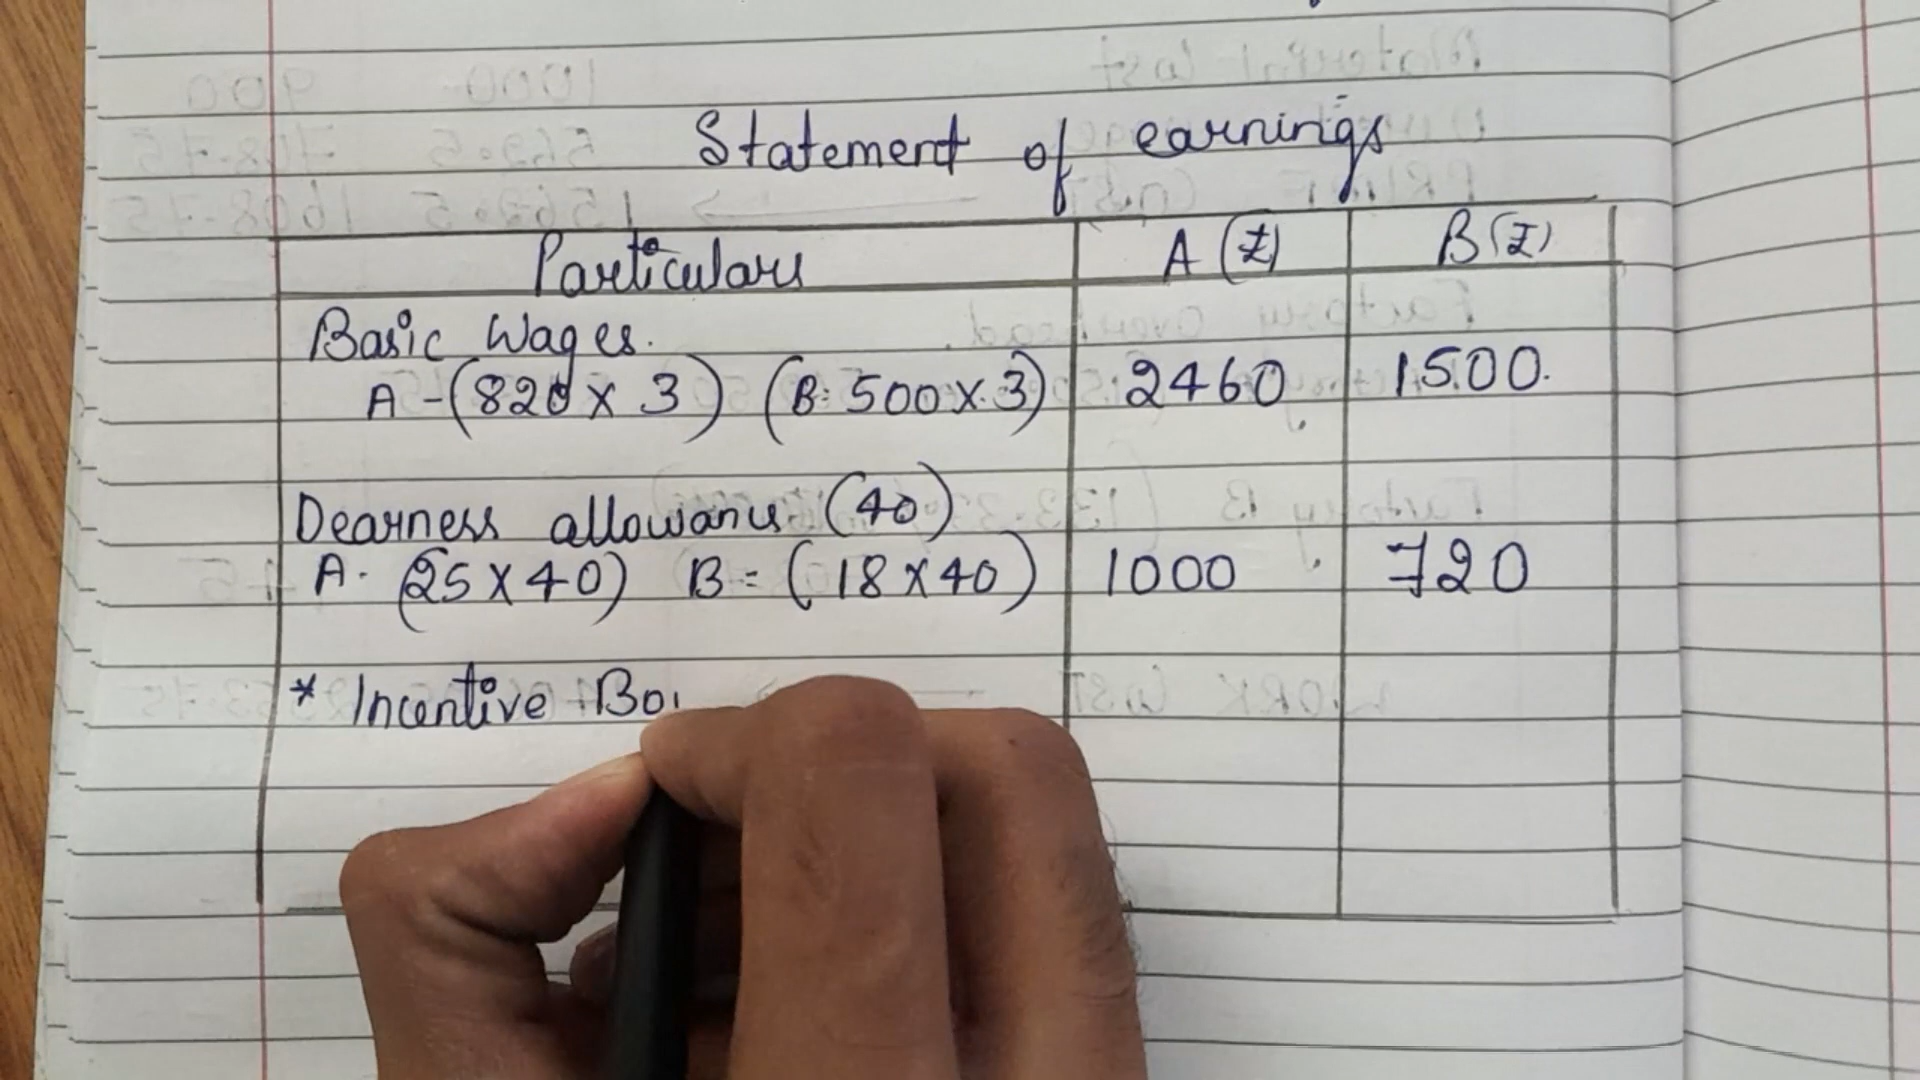 Statement of earnings
Particulars A (₹) B (₹)
Basic Wages.
A - (820 x 3) (B: 500 x 3) 2460 1500.
Dearness allowance (40)
A. (25 x 40) B = (18 x 40) 1000 720
* Incentive Bo